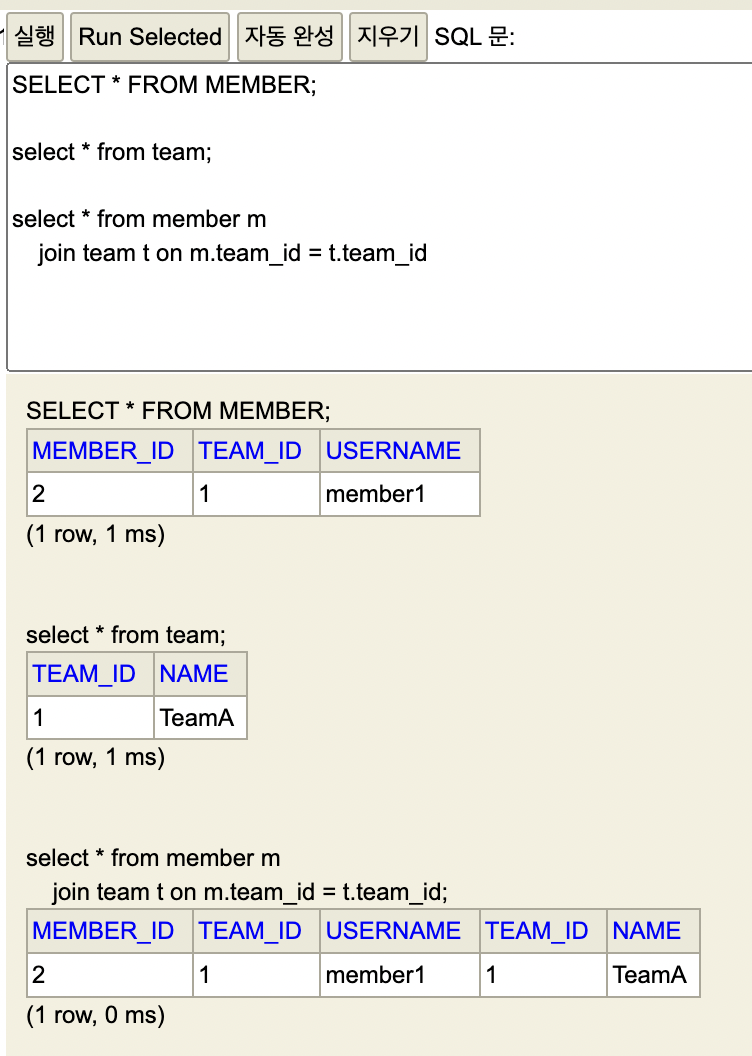 실행 Run Selected 자동 완성 지우기 SQL 문:
SELECT * FROM MEMBER;
select * from team;
select * from member m
join team t on m.team_id = t.team_id
SELECT * FROM MEMBER;
MEMBER_ID TEAM_ID USERNAME
2 1 member1
(1 row, 1 ms)
select * from team;
TEAM_ID NAME
1 TeamA
(1 row, 1 ms)
select * from member m
join team t on m.team_id = t.team_id;
MEMBER_ID TEAM_ID USERNAME TEAM_ID NAME
2 1 member1 1 TeamA
(1 row, 0 ms)